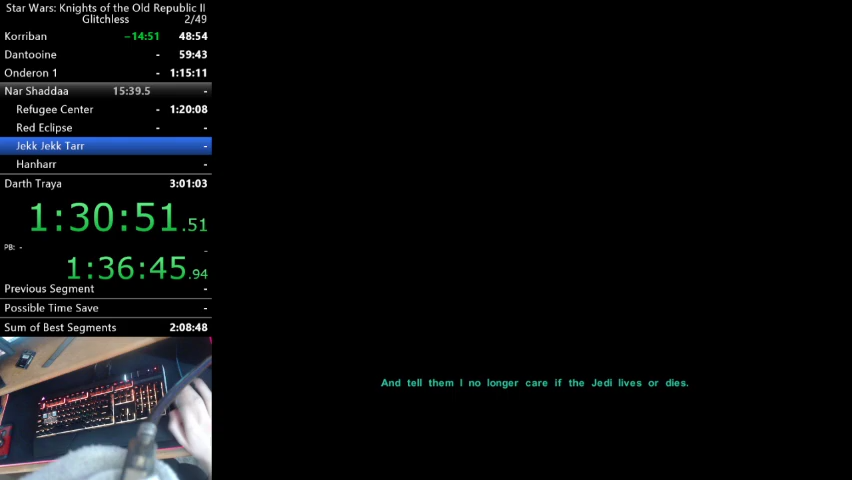 Star Wars: Knights of the Old Republic II
Glitchless 2/49
Korriban −14:51 48:54
Dantooine - 59:43
Onderon 1 - 1:15:11
Nar Shaddaa 15:39.5 -
Refugee Center - 1:20:08
Red Eclipse - -
Jekk Jekk Tarr -
Hanharr -
Darth Traya 3:01:03
1:30:51.51
PB: - -
1:36:45.94
Previous Segment -
Possible Time Save -
Sum of Best Segments 2:08:48
And tell them I no longer care if the Jedi lives or dies.